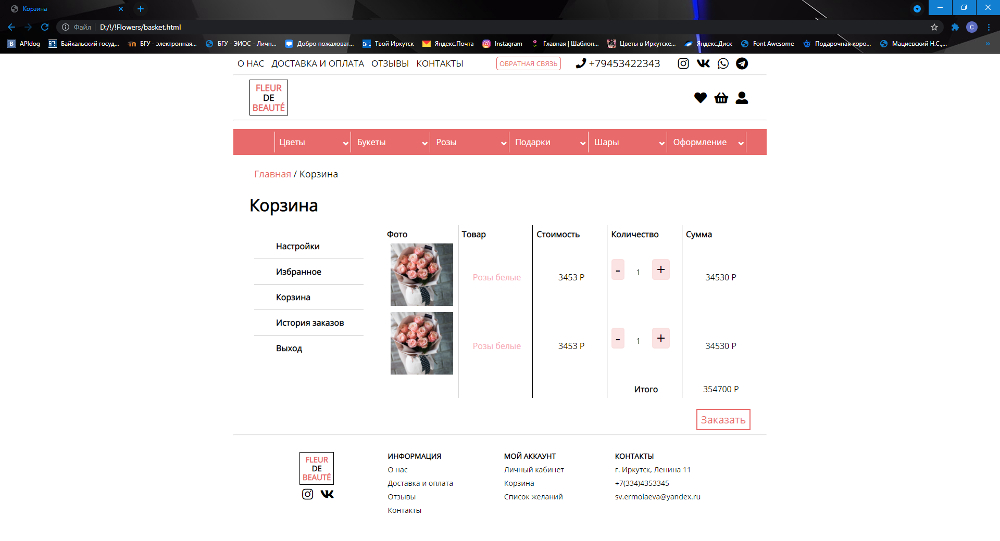 Корзина
Файл D:/!/!Flowers/basket.html
C
B APIdog БГУ Байкальский госуд... БГУ - электронная... БГУ - ЭИОС - Личн... Добро пожаловат... IRK. Твой Иркутск Яндекс.Почта Instagram Главная | Шаблон... Цветы в Иркутске... Яндекс.Диск Font Awesome Подарочная коро... Мациевский Н.С.,... »
О НАС ДОСТАВКА И ОПЛАТА ОТЗЫВЫ КОНТАКТЫ ОБРАТНАЯ СВЯЗЬ +79453422343
FLEUR
DE
BEAUTÉ
Цветы Букеты Розы Подарки Шары Оформление
Главная / Корзина
Корзина
Настройки
Избранное
Корзина
История заказов
Выход
Фото Товар Стоимость Количество Сумма
Розы белые 3453 Р - 1 + 34530 Р
Розы белые 3453 Р - 1 + 34530 Р
Итого 354700 Р
Заказать
FLEUR
DE
BEAUTÉ
ИНФОРМАЦИЯ
О нас
Доставка и оплата
Отзывы
Контакты
МОЙ АККАУНТ
Личный кабинет
Корзина
Список желаний
КОНТАКТЫ
г. Иркутск, Ленина 11
+7(334)4353345
sv.ermolaeva@yandex.ru